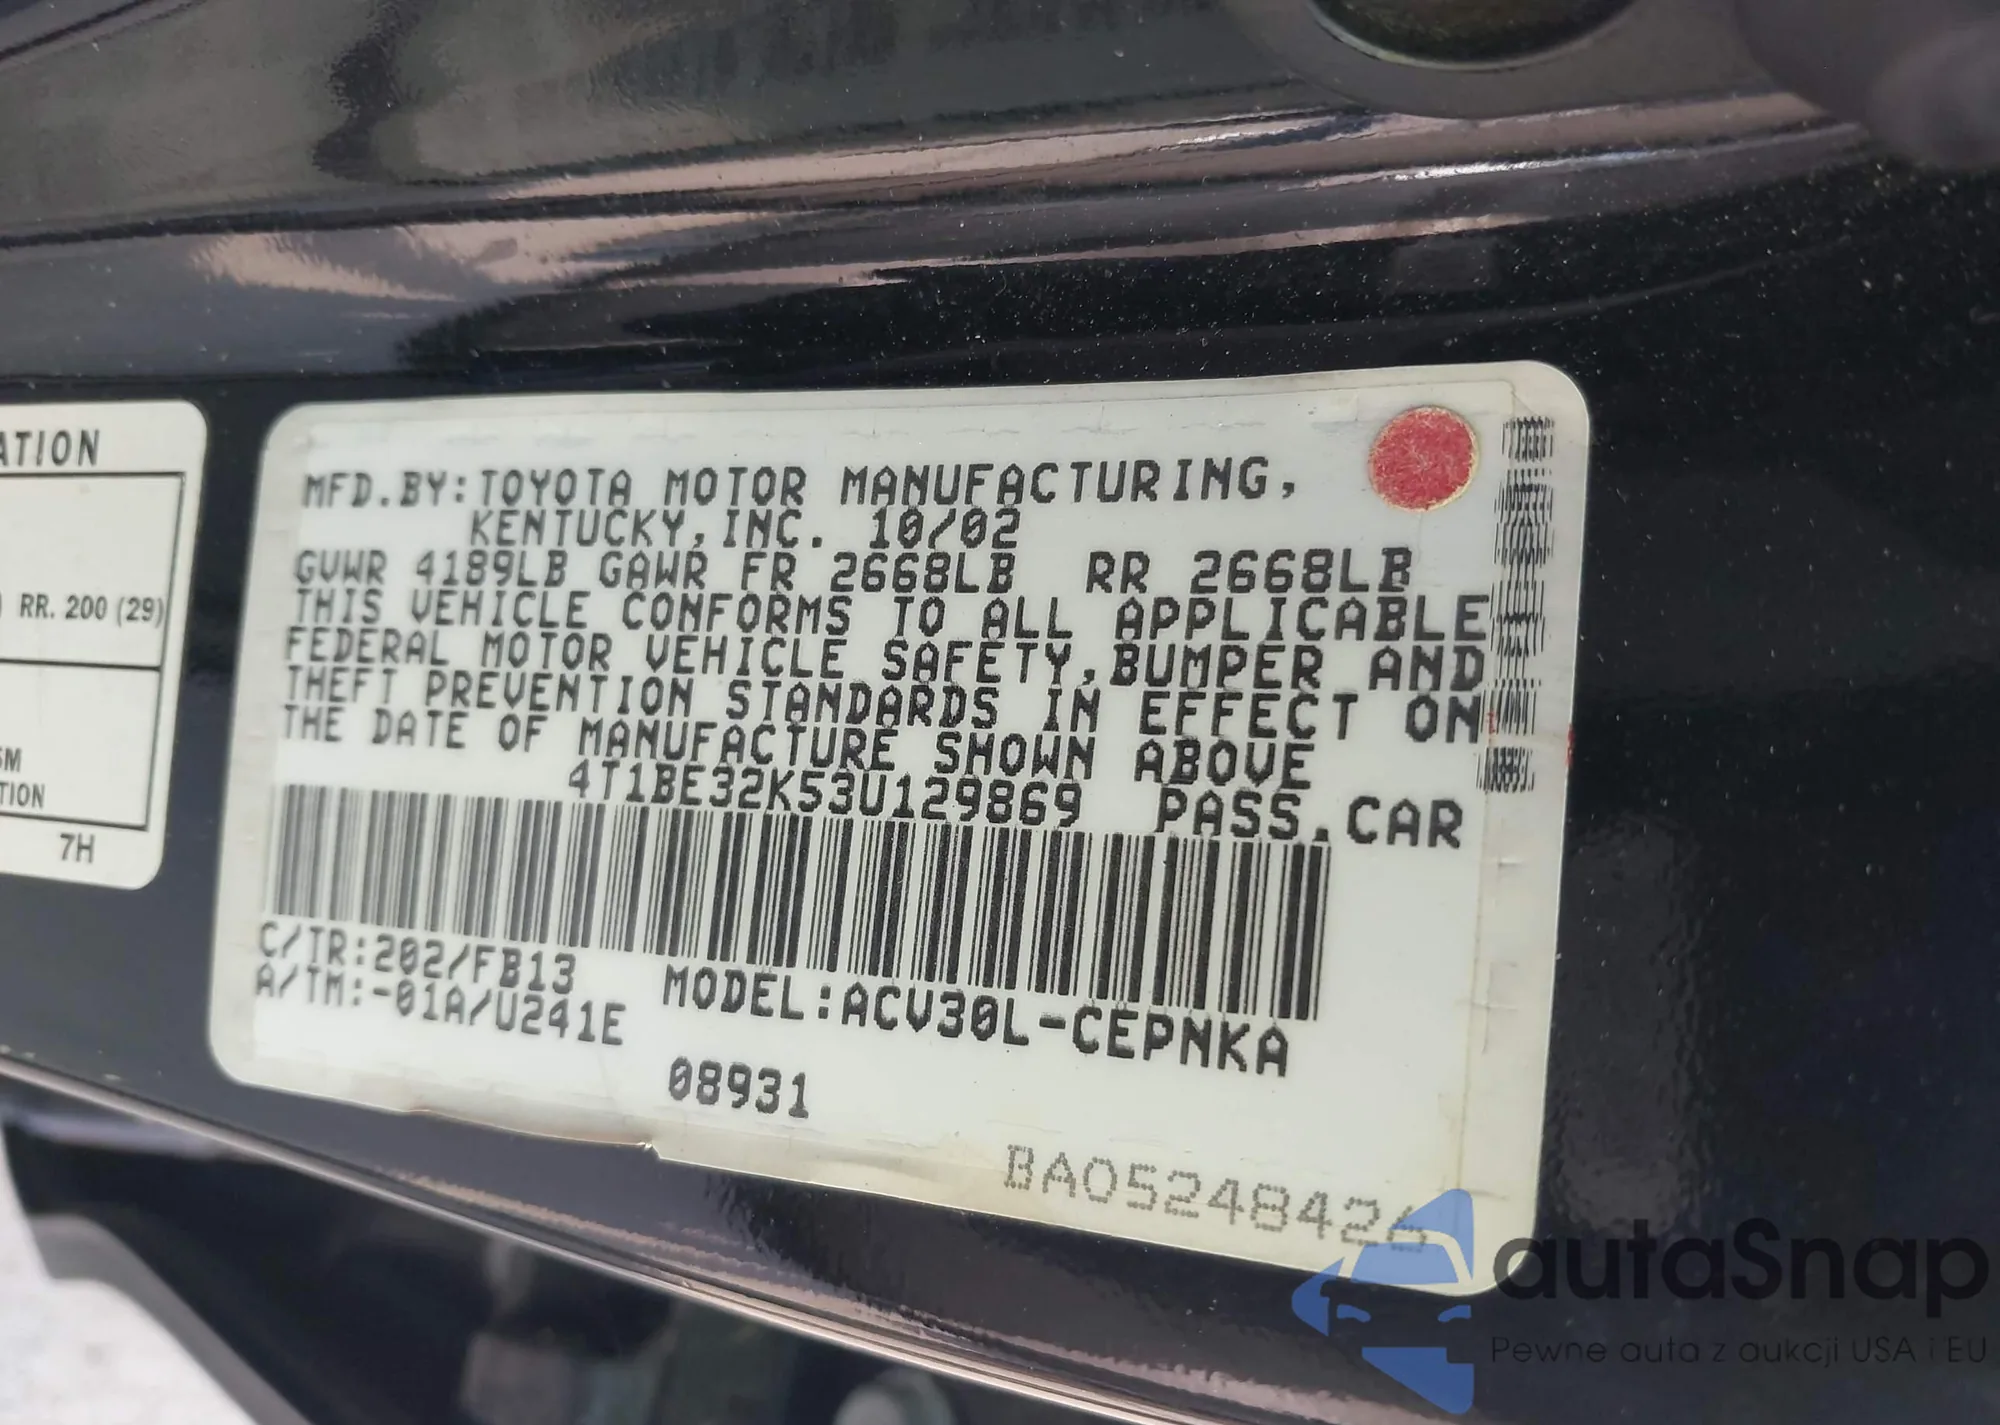 ATION
RR. 200 (29)
SM
TION
7H
MFD.BY:TOYOTA MOTOR MANUFACTURING,
KENTUCKY,INC. 10/02
GVWR 4189LB GAWR FR 2668LB RR 2668LB
THIS VEHICLE CONFORMS TO ALL APPLICABLE
FEDERAL MOTOR VEHICLE SAFETY,BUMPER AND
THEFT PREVENTION STANDARDS IN EFFECT ON
THE DATE OF MANUFACTURE SHOWN ABOVE
4T1BE32K53U129869 PASS.CAR
C/TR:202/FB13
A/TM:-01A/U241E
MODEL:ACV30L-CEPNKA
08931
BA05248426
autaSnap
Pewne auta z aukcji USA i EU